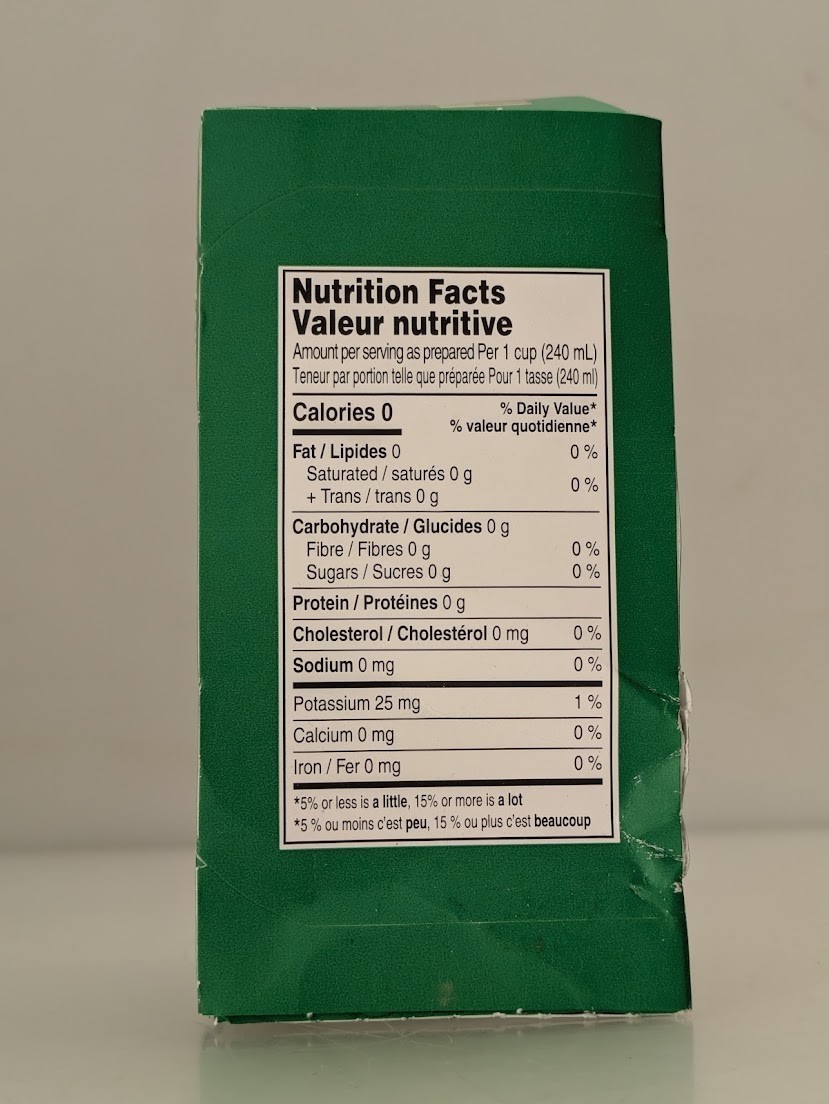 Nutrition Facts
Valeur nutritive
Amount per serving as prepared Per 1 cup (240 mL)
Teneur par portion telle que préparée Pour 1 tasse (240 ml)
Calories 0
% Daily Value*
% valeur quotidienne*
Fat / Lipides 0 0 %
Saturated / saturés 0 g
+ Trans / trans 0 g
0 %
Carbohydrate / Glucides 0 g
Fibre / Fibres 0 g 0 %
Sugars / Sucres 0 g 0 %
Protein / Protéines 0 g
Cholesterol / Cholestérol 0 mg 0 %
Sodium 0 mg 0 %
Potassium 25 mg 1 %
Calcium 0 mg 0 %
Iron / Fer 0 mg 0 %
*5% or less is a little, 15% or more is a lot
*5 % ou moins c'est peu, 15 % ou plus c'est beaucoup